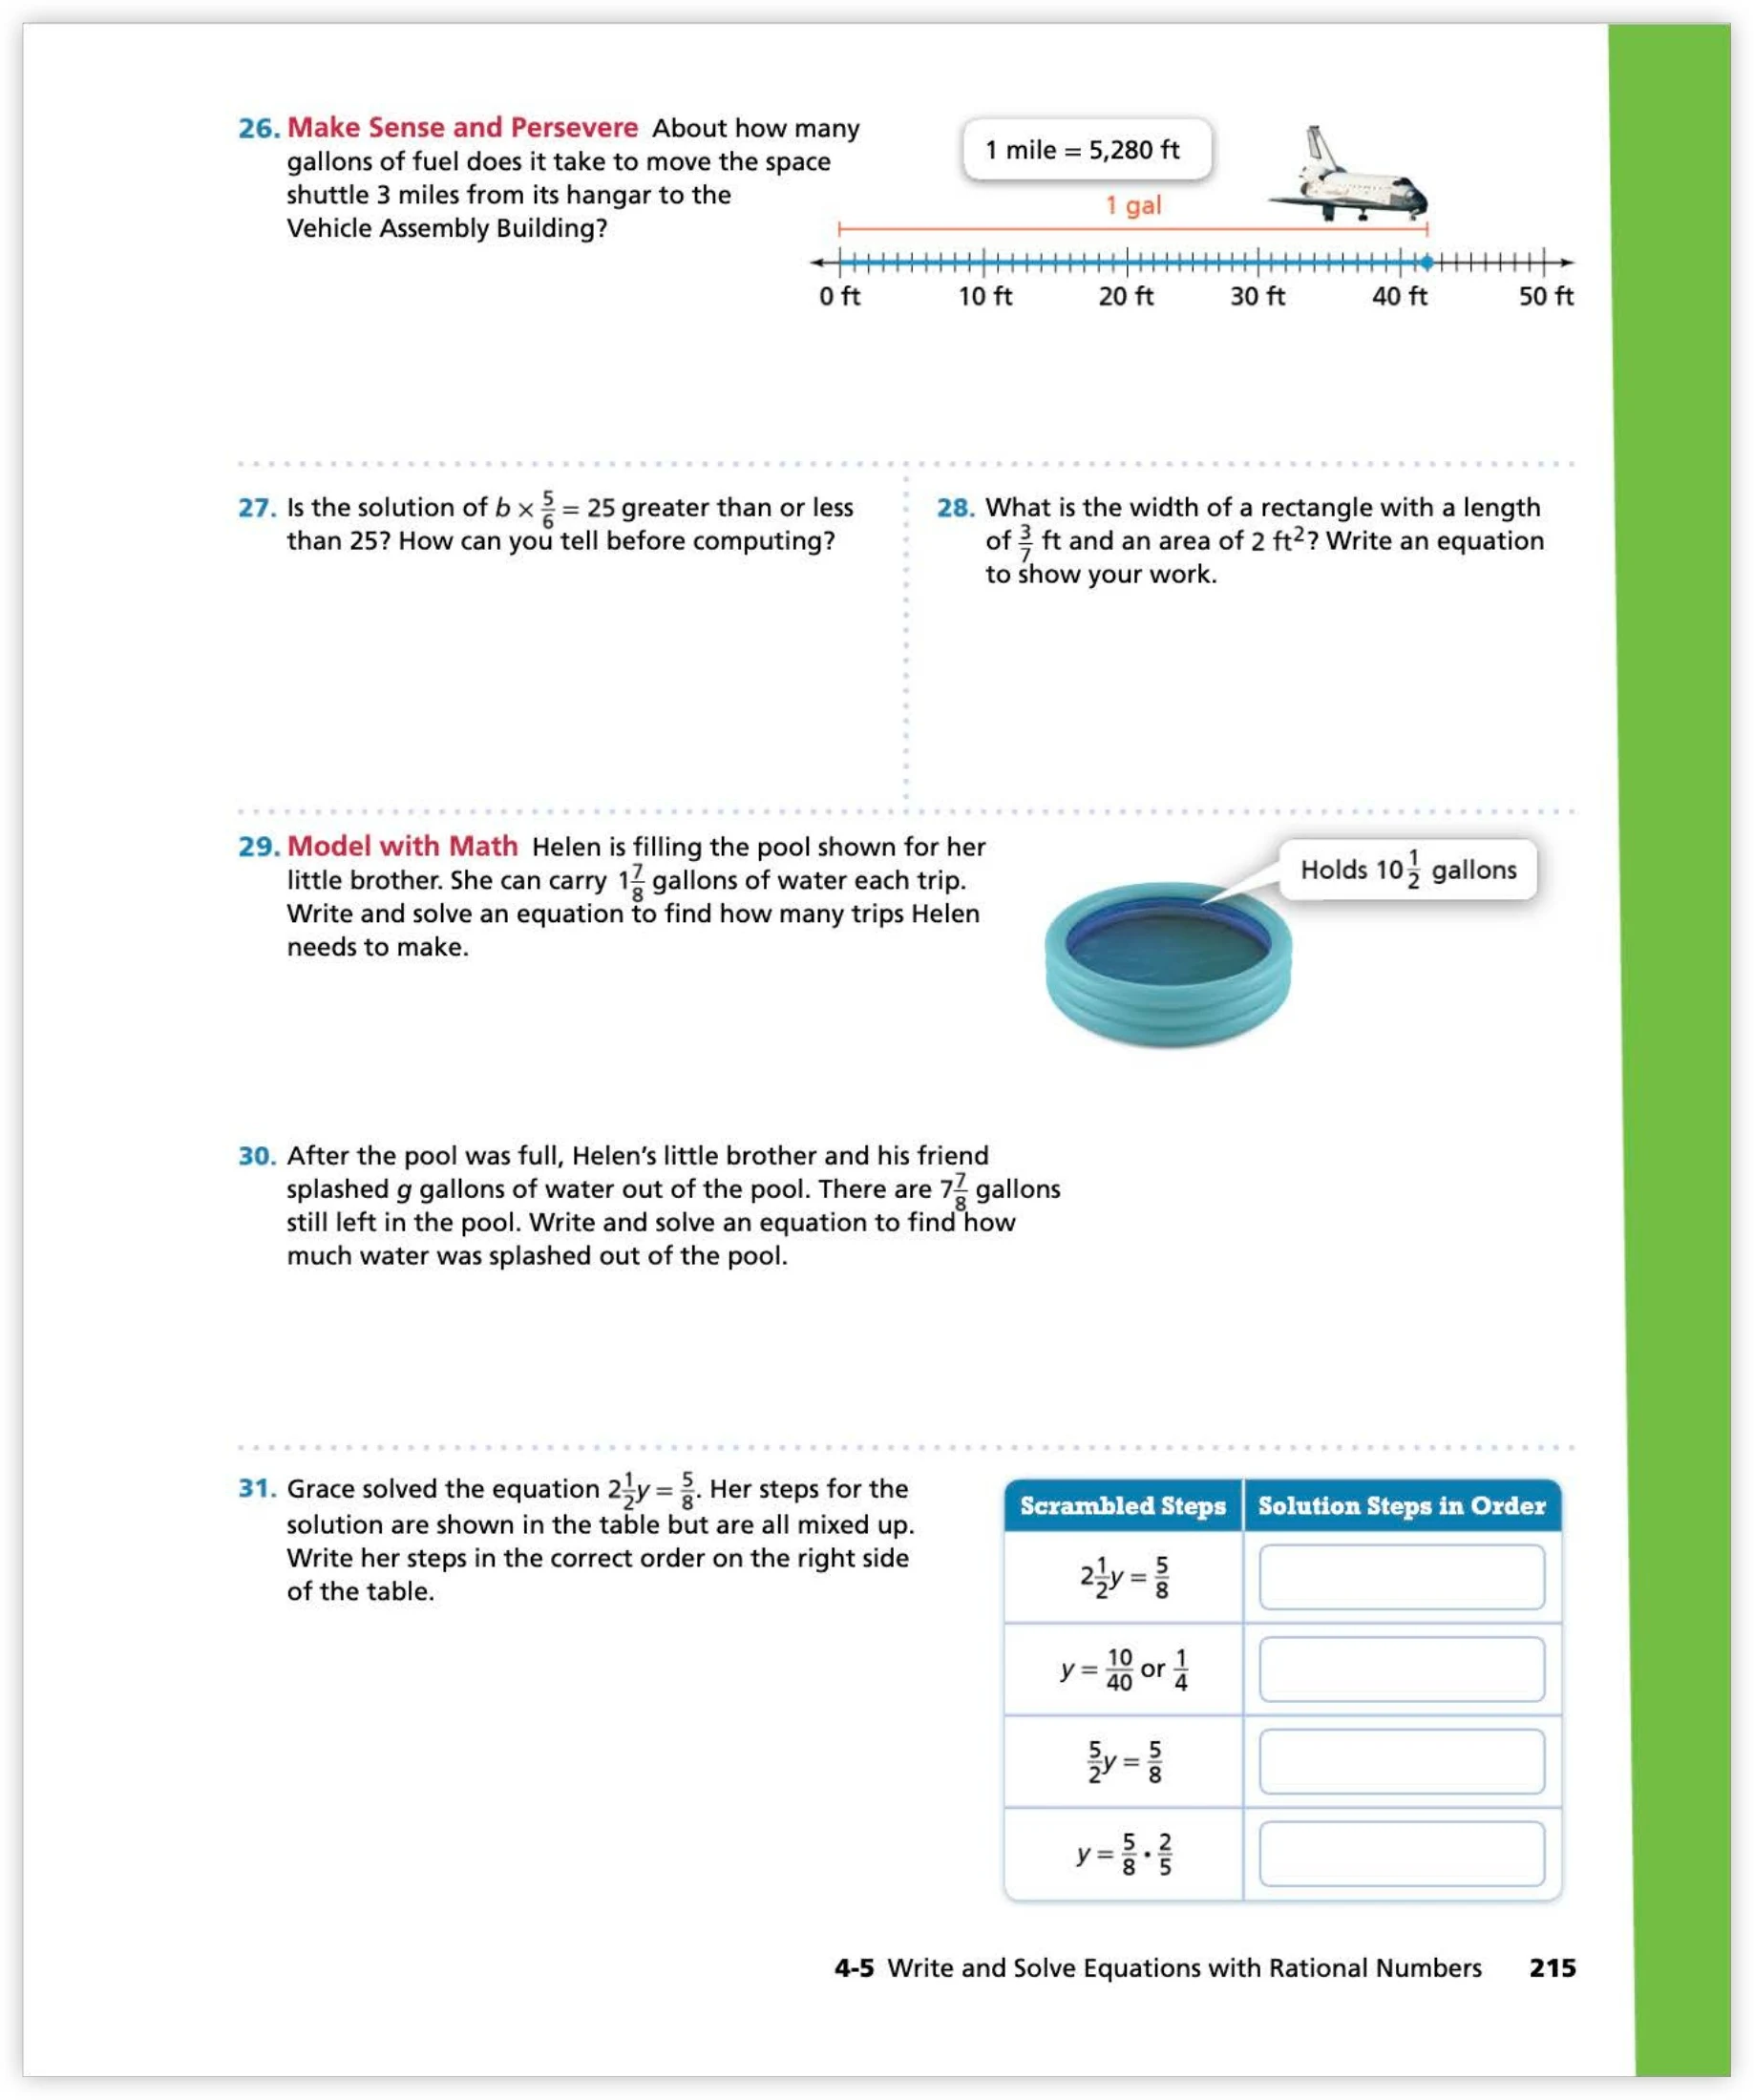 26. Make Sense and Persevere About how many
gallons of fuel does it take to move the space
shuttle 3 miles from its hangar to the
Vehicle Assembly Building?
1 mile = 5,280 ft
1 gal
0 ft 10 ft 20 ft 30 ft 40 ft 50 ft
27. Is the solution of b × 5/6 = 25 greater than or less
than 25? How can you tell before computing?
28. What is the width of a rectangle with a length
of 3/7 ft and an area of 2 ft²? Write an equation
to show your work.
29. Model with Math Helen is filling the pool shown for her
little brother. She can carry 1 7/8 gallons of water each trip.
Write and solve an equation to find how many trips Helen
needs to make.
Holds 10 1/2 gallons
30. After the pool was full, Helen's little brother and his friend
splashed g gallons of water out of the pool. There are 7 7/8 gallons
still left in the pool. Write and solve an equation to find how
much water was splashed out of the pool.
31. Grace solved the equation 2 1/2 y = 5/8. Her steps for the
solution are shown in the table but are all mixed up.
Write her steps in the correct order on the right side
of the table.
Scrambled Steps Solution Steps in Order
2 1/2 y = 5/8
y = 10/40 or 1/4
5/2 y = 5/8
y = 5/8 · 2/5
4-5 Write and Solve Equations with Rational Numbers 215